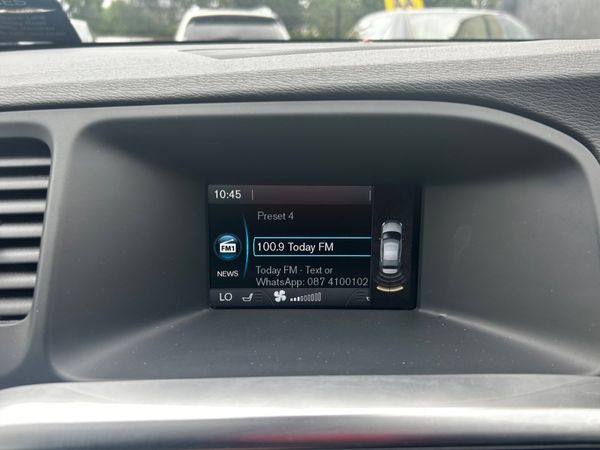 10:45
Preset 4
FM1
100.9 Today FM
NEWS
Today FM - Text or
WhatsApp: 087 4100102
LO